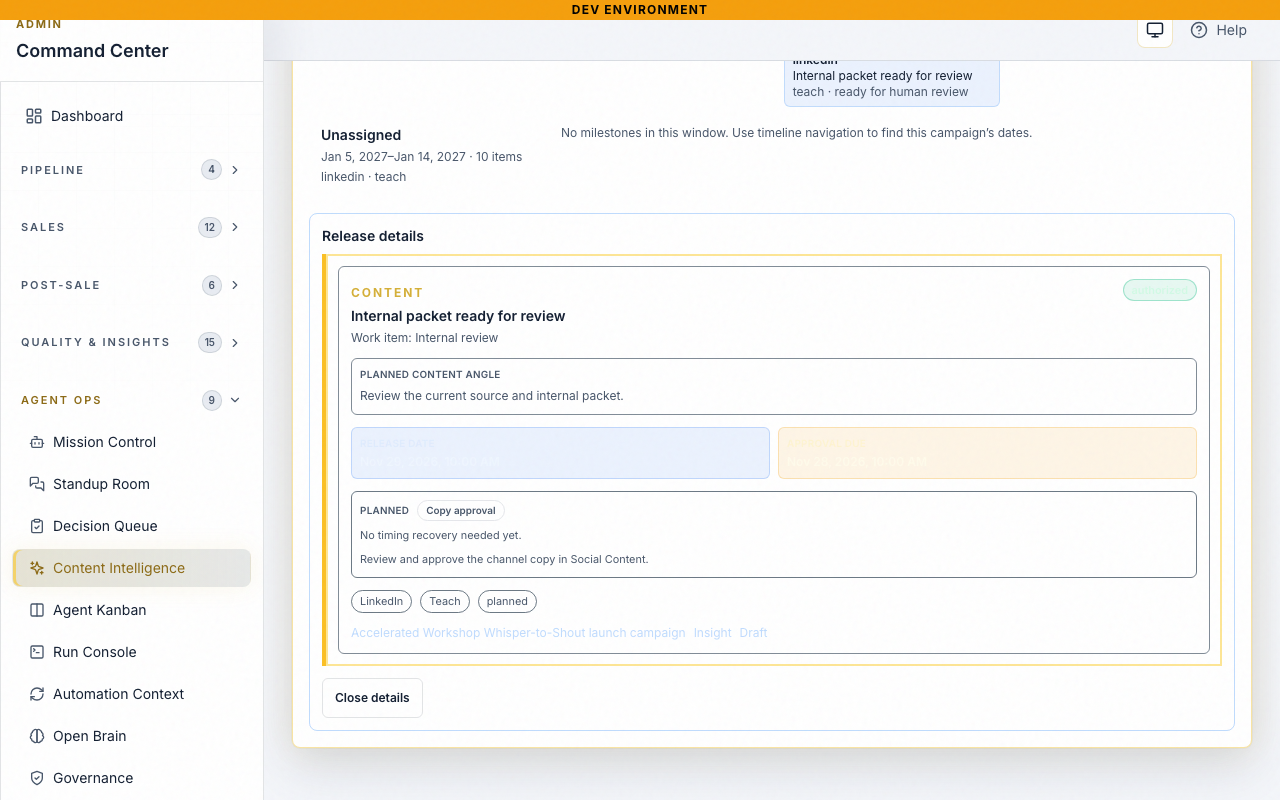 DEV ENVIRONMENT
ADMIN
Command Center
Help
Dashboard
PIPELINE 4
SALES 12
POST-SALE 6
QUALITY & INSIGHTS 15
AGENT OPS 9
Mission Control
Standup Room
Decision Queue
Content Intelligence
Agent Kanban
Run Console
Automation Context
Open Brain
Governance
linkedin
Internal packet ready for review
teach · ready for human review
Unassigned
Jan 5, 2027–Jan 14, 2027 · 10 items
linkedin · teach
No milestones in this window. Use timeline navigation to find this campaign’s dates.
Release details
CONTENT
authorized
Internal packet ready for review
Work item: Internal review
PLANNED CONTENT ANGLE
Review the current source and internal packet.
RELEASE DATE
PLANNED Copy approval
No timing recovery needed yet.
Review and approve the channel copy in Social Content.
LinkedIn Teach planned
Accelerated Workshop Whisper-to-Shout launch campaign Insight Draft
Close details